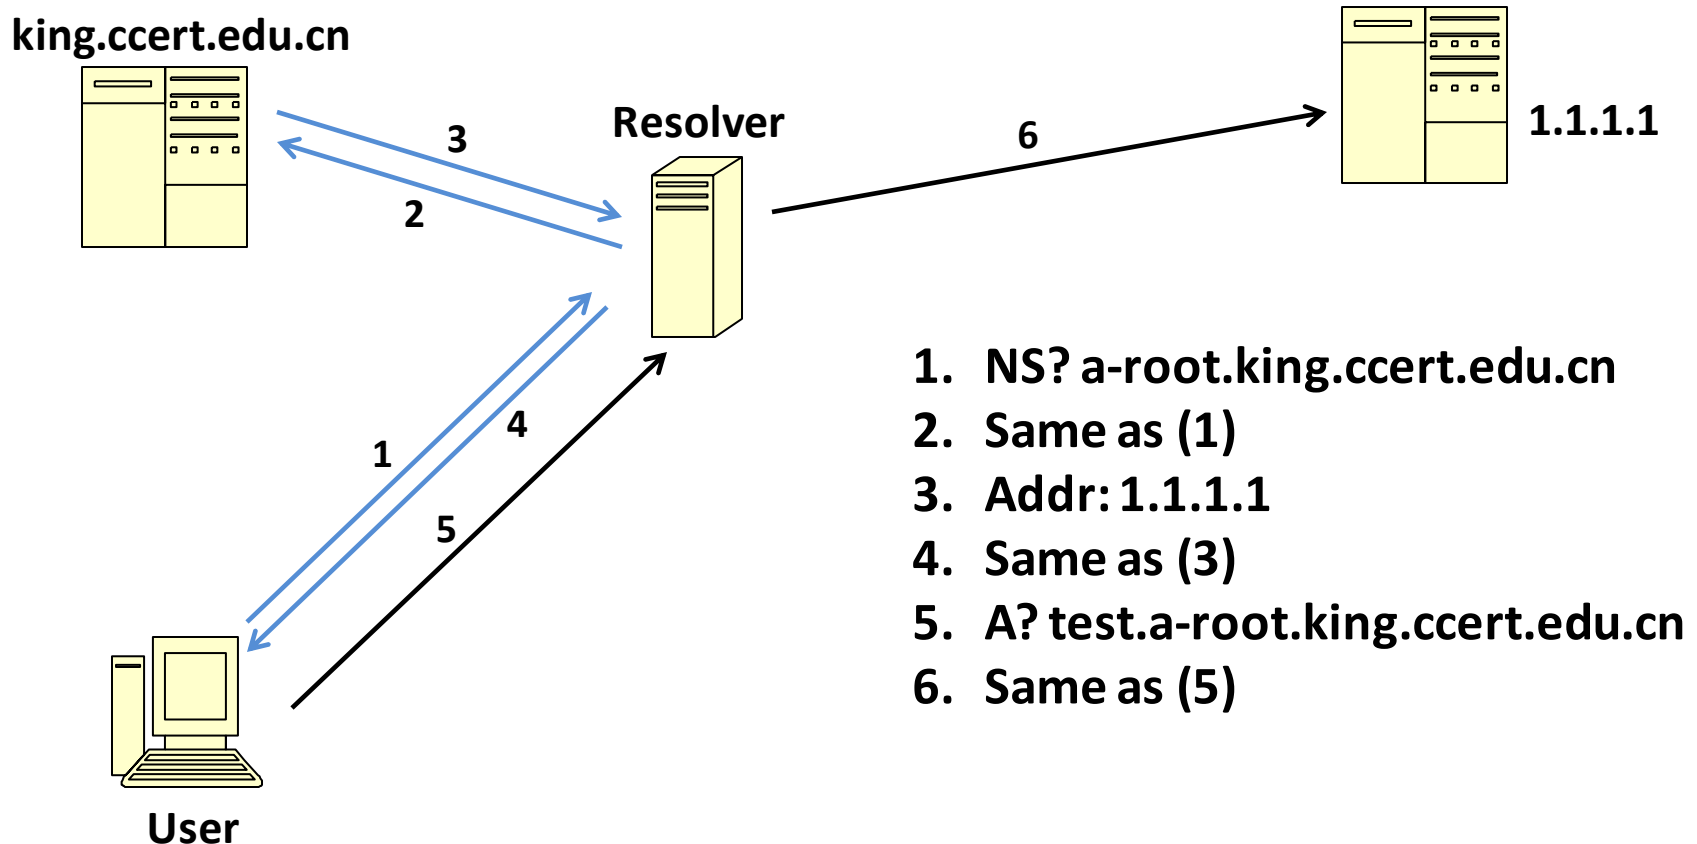 king.ccert.edu.cn
Resolver
1.1.1.1
3
2
6
1
4
5
User
1. NS? a-root.king.ccert.edu.cn
2. Same as (1)
3. Addr: 1.1.1.1
4. Same as (3)
5. A? test.a-root.king.ccert.edu.cn
6. Same as (5)